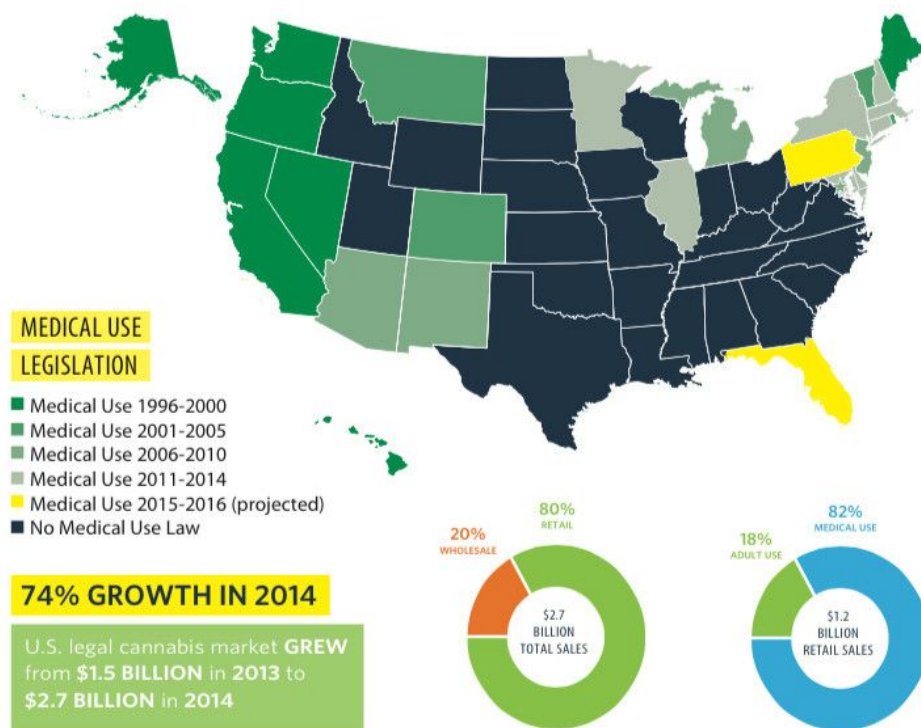 MEDICAL USE
LEGISLATION
Medical Use 1996-2000
Medical Use 2001-2005
Medical Use 2006-2010
Medical Use 2011-2014
Medical Use 2015-2016 (projected)
No Medical Use Law
74% GROWTH IN 2014
U.S. legal cannabis market GREW
from $1.5 BILLION in 2013 to
$2.7 BILLION in 2014
20%
WHOLESALE
80%
RETAIL
$2.7
BILLION
TOTAL SALES
18%
ADULT USE
82%
MEDICAL USE
$1.2
BILLION
RETAIL SALES